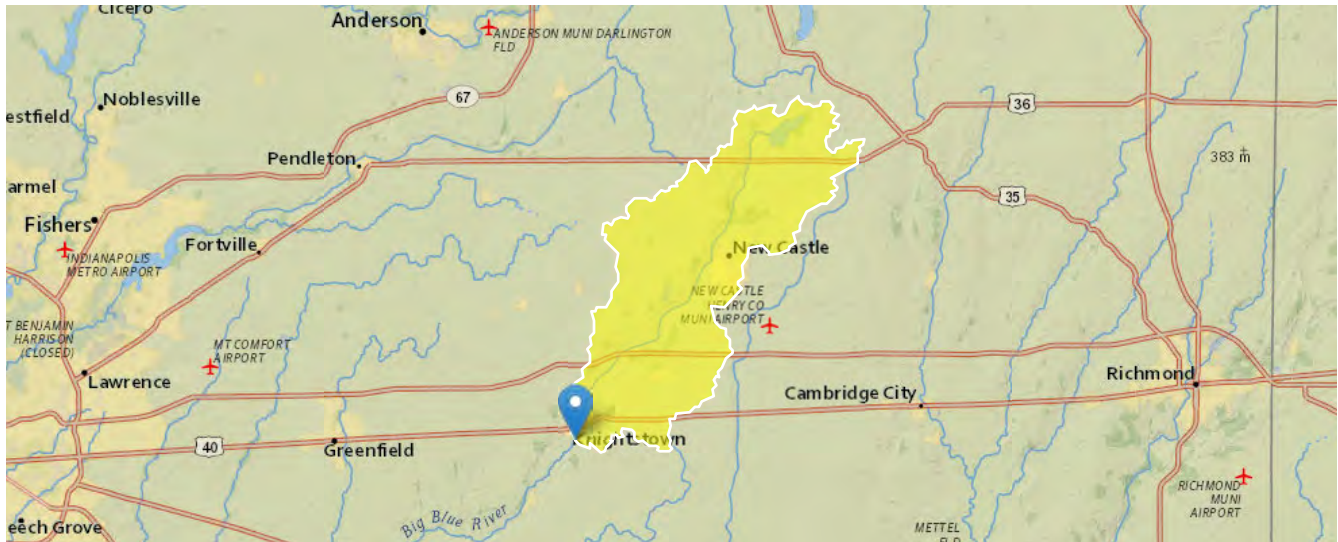 Cicero
Anderson
ANDERSON MUNI DARLINGTON
FLD
67
36
Noblesville
estfield
Pendleton
383 m
armel
35
Fishers
Fortville
New Castle
INDIANAPOLIS
METRO AIRPORT
NEW CASTLE
HENRY CO
MUNI AIRPORT
T BENJAMIN
HARRISON
(CLOSED)
MT COMFORT
AIRPORT
Lawrence
Richmond
Cambridge City
Knightstown
40
Greenfield
RICHMOND
MUNI
AIRPORT
Big Blue River
eech Grove
METTEL
FLD